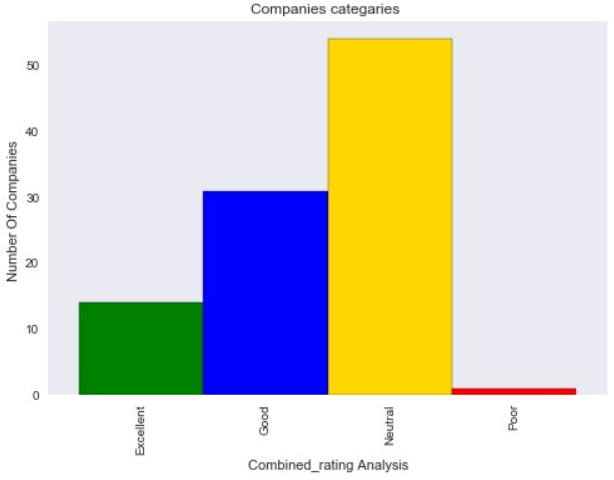 Companies categaries
50
40
30
20
10
0
Number Of Companies
Excellent
Good
Neutral
Poor
Combined_rating Analysis